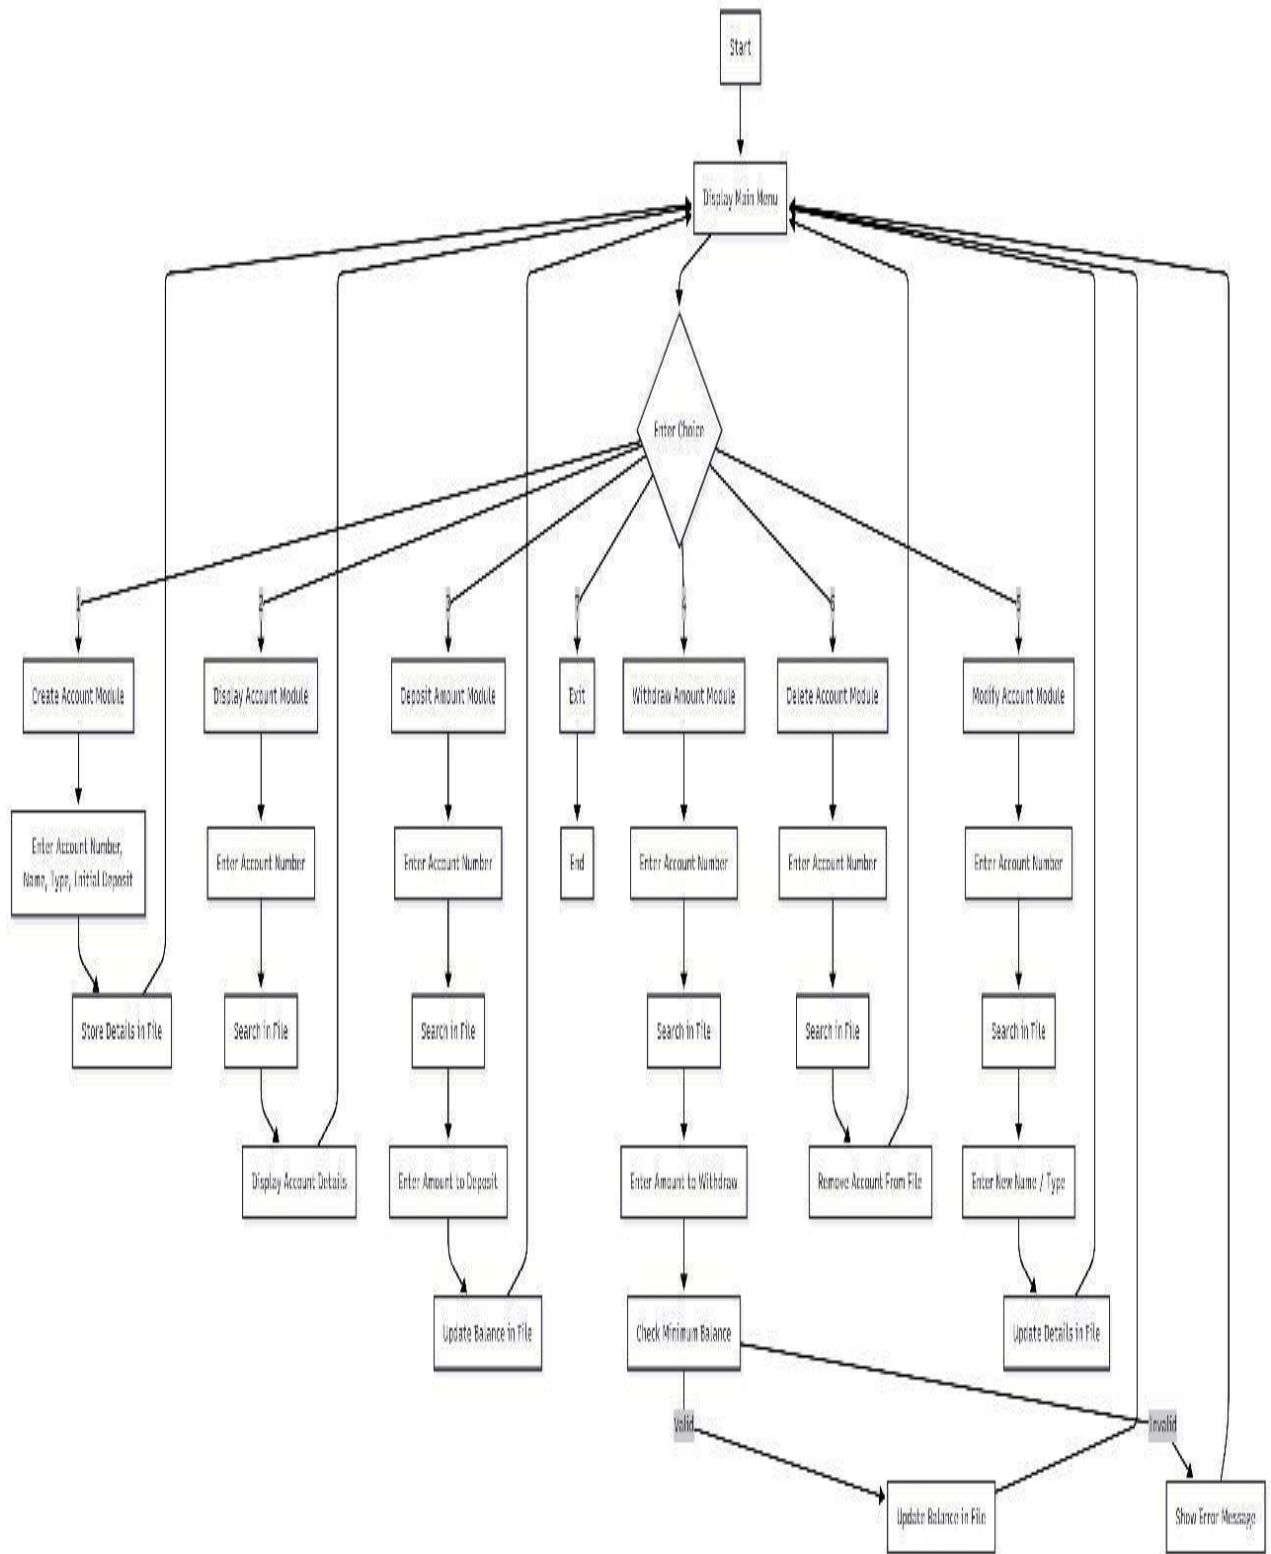 Start
Display Main Menu
Enter Choice
1
2
3
4
6
Create Account Module
Display Account Module
Deposit Amount Module
Exit
Withdraw Amount Module
Delete Account Module
Modify Account Module
Enter Account Number,
Name, Type, Initial Deposit
Enter Account Number
Enter Account Number
End
Enter Account Number
Enter Account Number
Enter Account Number
Store Details in File
Search in File
Search in File
Search in File
Search in File
Search in File
Display Account Details
Enter Amount to Deposit
Enter Amount to Withdraw
Remove Account From File
Enter New Name / Type
Update Balance in File
Check Minimum Balance
Update Details in File
Valid
Invalid
Update Balance in File
Show Error Message